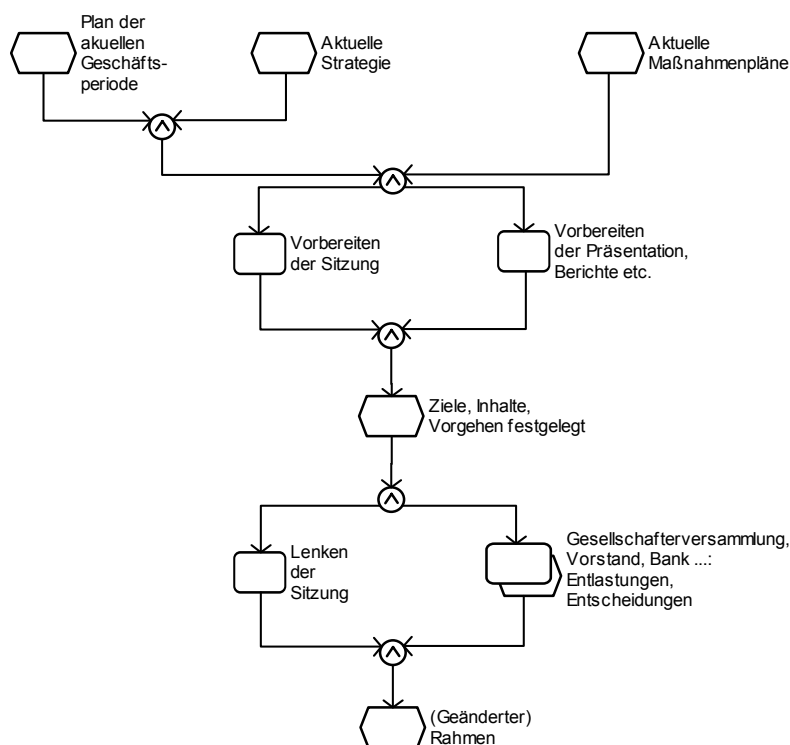 Plan der
akuellen
Geschäfts-
periode
Aktuelle
Strategie
Aktuelle
Maßnahmenpläne
Vorbereiten
der Sitzung
Vorbereiten
der Präsentation,
Berichte etc.
Ziele, Inhalte,
Vorgehen festgelegt
Lenken
der
Sitzung
Gesellschafterversammlung,
Vorstand, Bank ...:
Entlastungen,
Entscheidungen
(Geänderter)
Rahmen